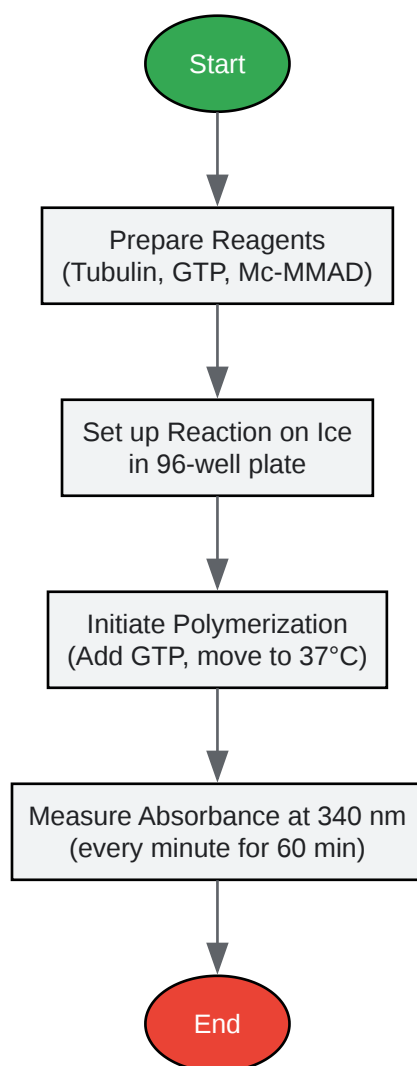 Start
Prepare Reagents
(Tubulin, GTP, Mc-MMAD)
Set up Reaction on Ice
in 96-well plate
Initiate Polymerization
(Add GTP, move to 37°C)
Measure Absorbance at 340 nm
(every minute for 60 min)
End